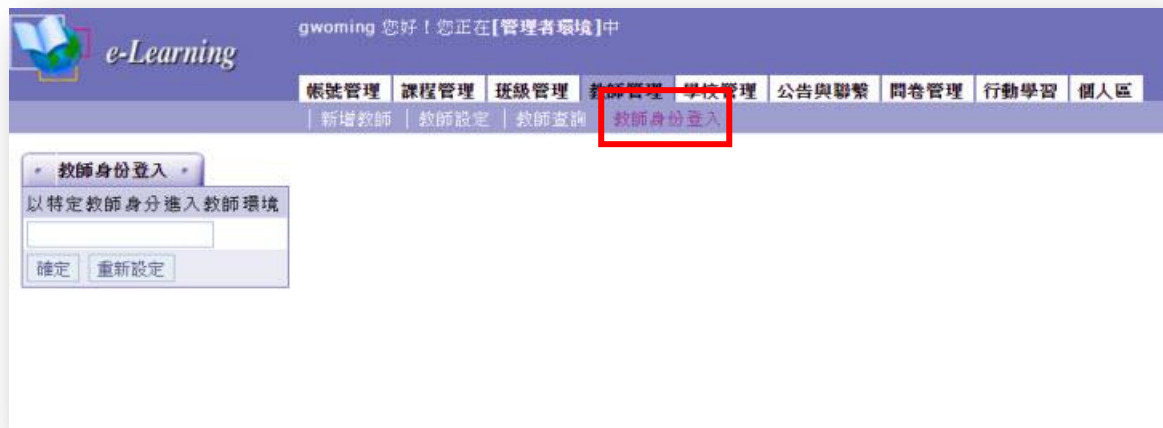 e-Learning
gwoming 您好！您正在[管理者環境]中
帳號管理 課程管理 班級管理 教師管理 學校管理 公告與聯繫 問卷管理 行動學習 個人區
| 新增教師 | 教師設定 | 教師查詢 教師身份登入
教師身份登入
以特定教師身分進入教師環境
確定 重新設定